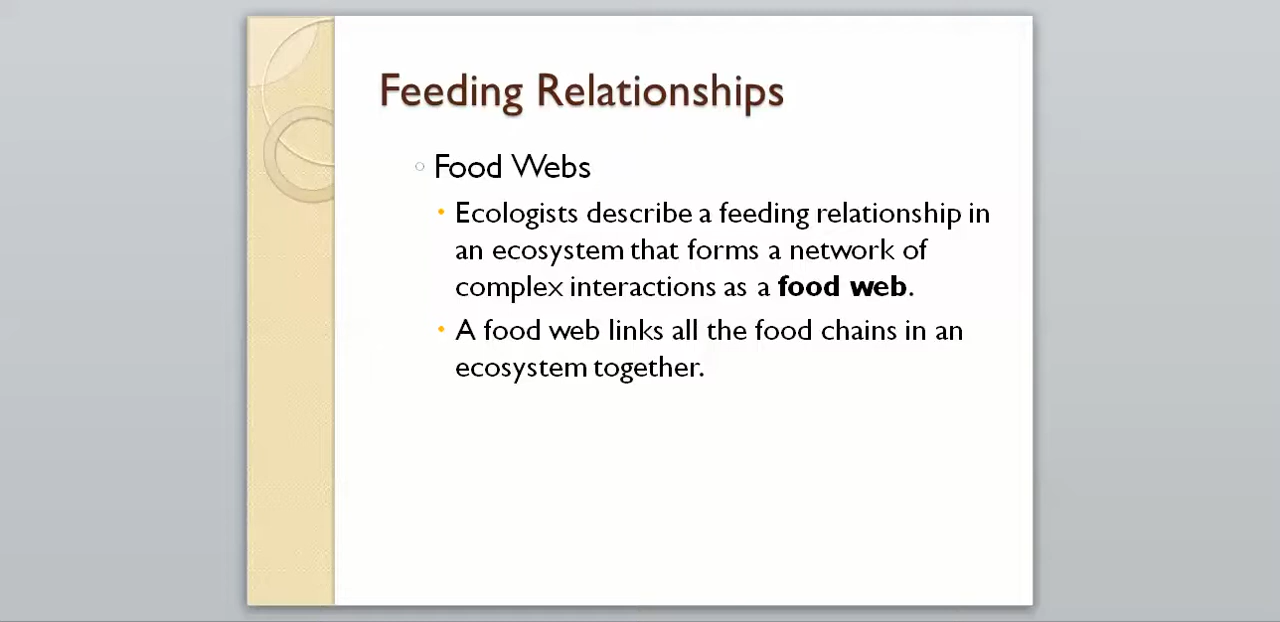 Feeding Relationships
Food Webs
Ecologists describe a feeding relationship in
an ecosystem that forms a network of
complex interactions as a food web.
A food web links all the food chains in an
ecosystem together.